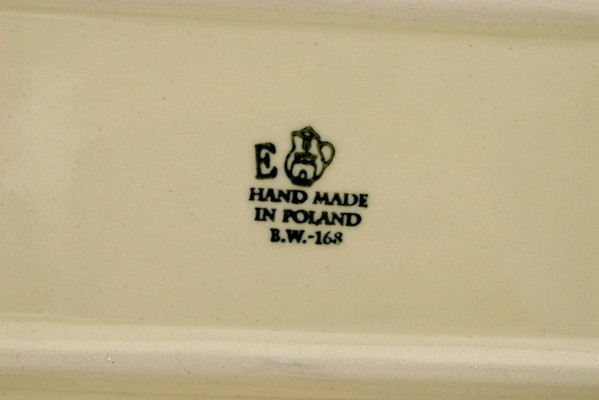 E
HAND MADE
IN POLAND
B.W.-168